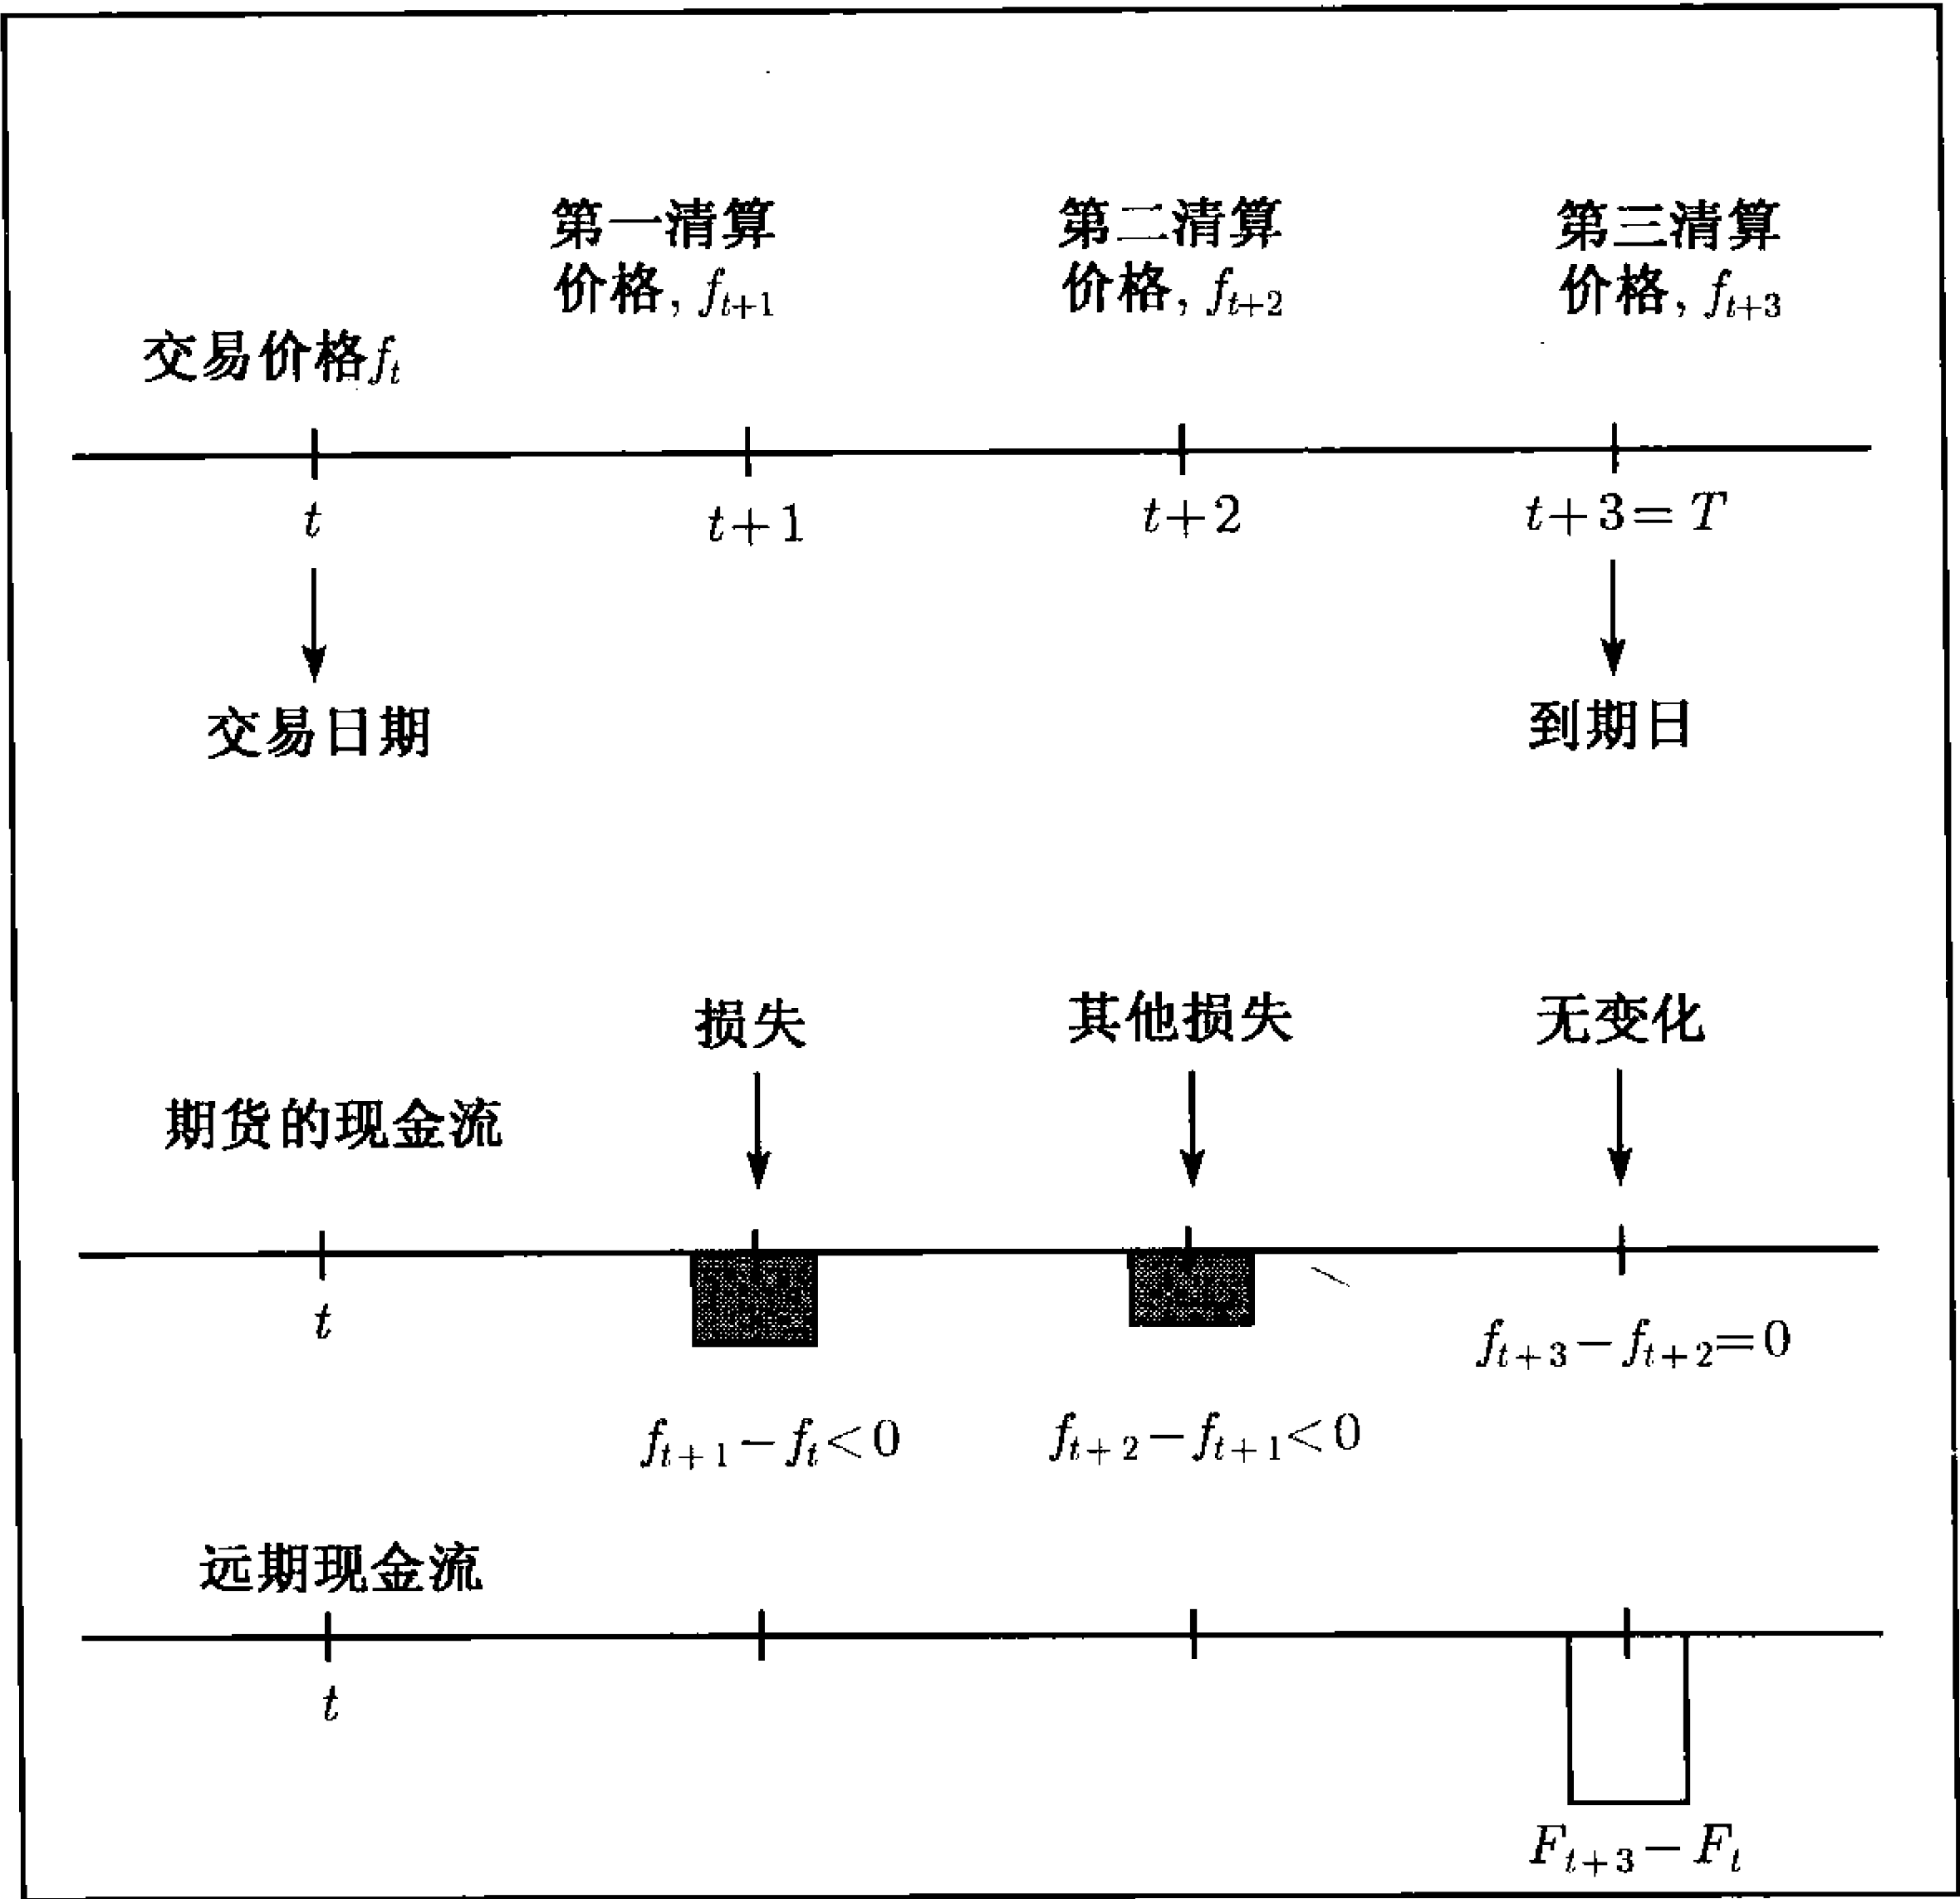 第一清算
价格, f_{t+1}
第二清算
价格, f_{t+2}
第三清算
价格, f_{t+3}
交易价格f_t
t
t+1
t+2
t+3=T
交易日期
到期日
损失
其他损失
无变化
期货的现金流
t
f_{t+3}-f_{t+2}=0
f_{t+1}-f_t<0
f_{t+2}-f_{t+1}<0
远期现金流
t
F_{t+3}-F_t